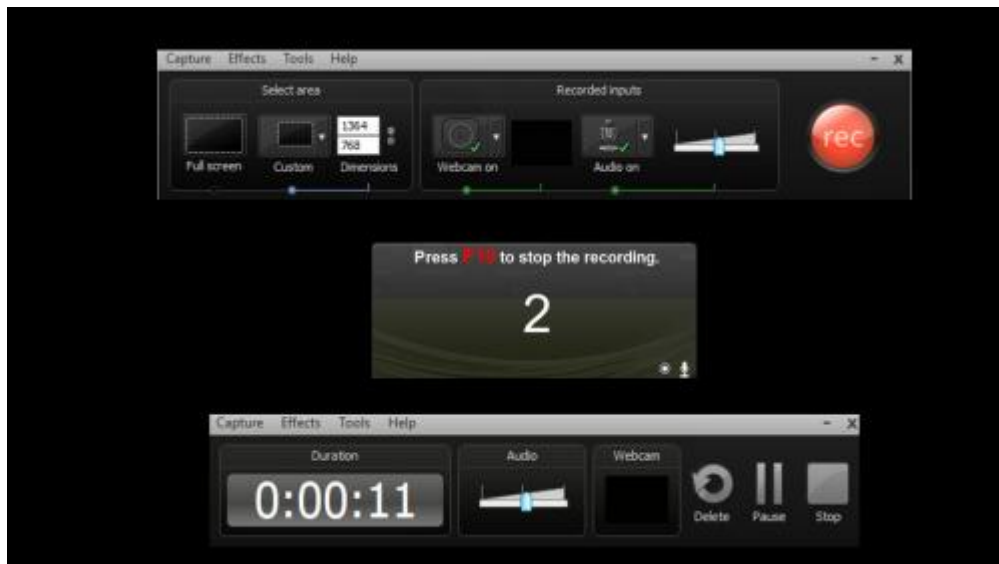 Capture Effects Tools Help - x
Select area
Recorded inputs
1364
768
rec
Full screen
Custom
Dimensions
Webcam on
Audio on
Press F10 to stop the recording.
2
Capture Effects Tools Help - x
Duration
Audio
Webcam
0:00:11
Delete
Pause
Stop